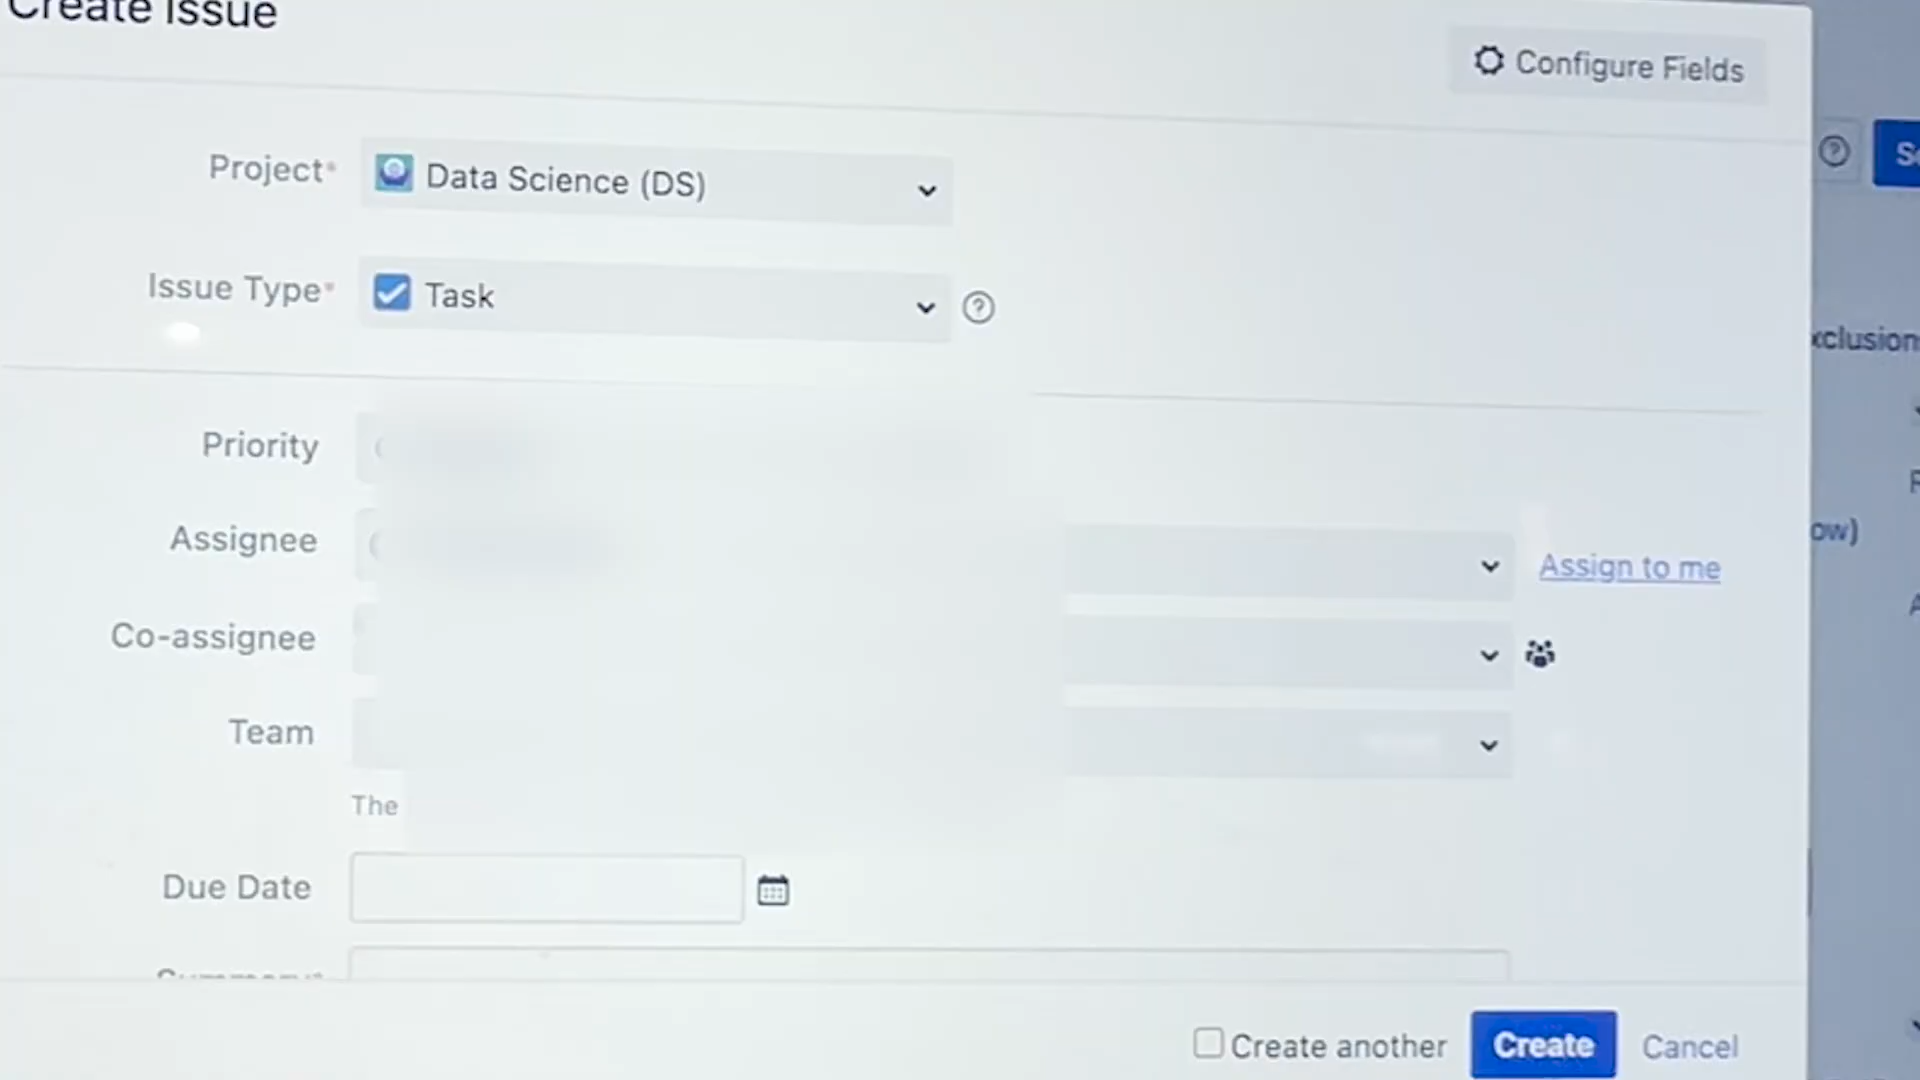 Create Issue
Configure Fields
Project*
Data Science (DS)
Issue Type*
Task
Priority
Assignee
Assign to me
Co-assignee
Team
The
Due Date
Create another
Create
Cancel